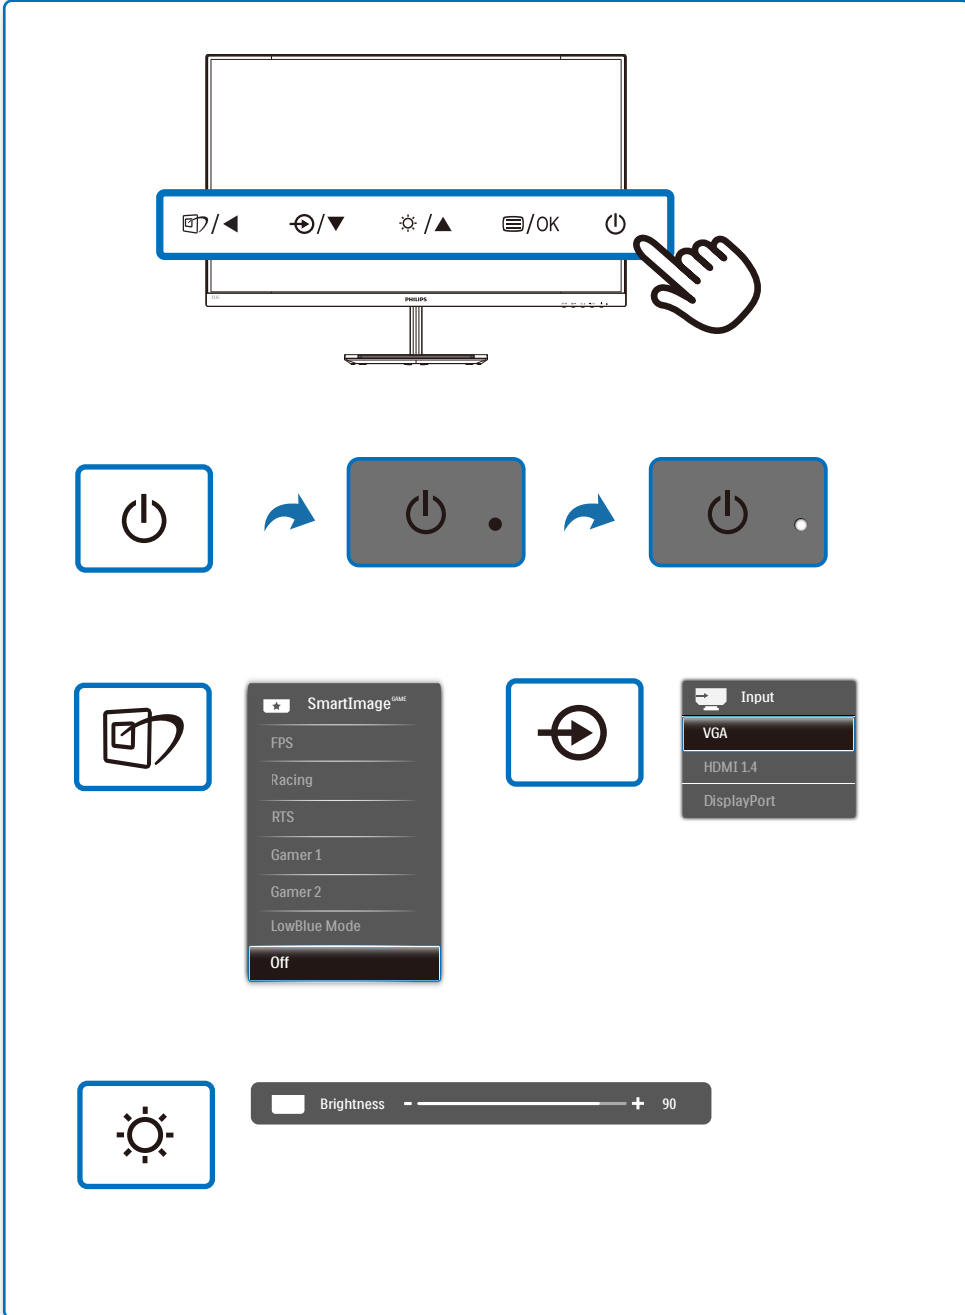 /OK
PHILIPS
SmartImage GAME
FPS
Racing
RTS
Gamer 1
Gamer 2
LowBlue Mode
Off
Input
VGA
HDMI 1.4
DisplayPort
Brightness - + 90